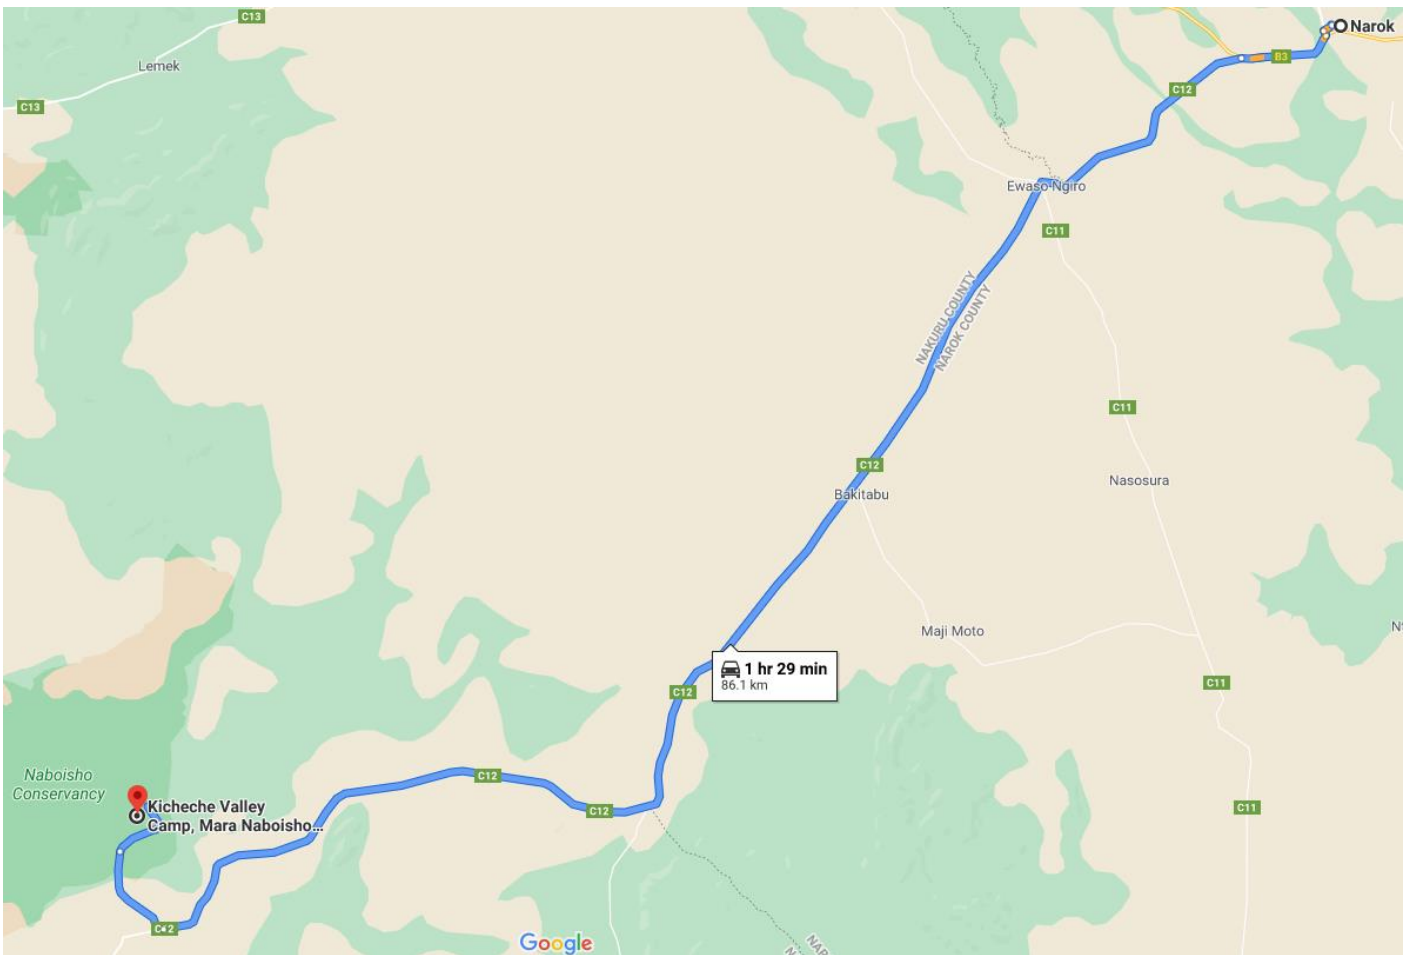 C13
Narok
B3
Lemek
C12
C13
Ewaso Ngiro
C11
NAKURU COUNTY
NAROK COUNTY
C11
C12
Nasosura
Bakitabu
Maji Moto
1 hr 29 min
86.1 km
C12
C11
Naboisho
Conservancy
C12
Kicheche Valley
Camp, Mara Naboisho...
C12
C11
Google